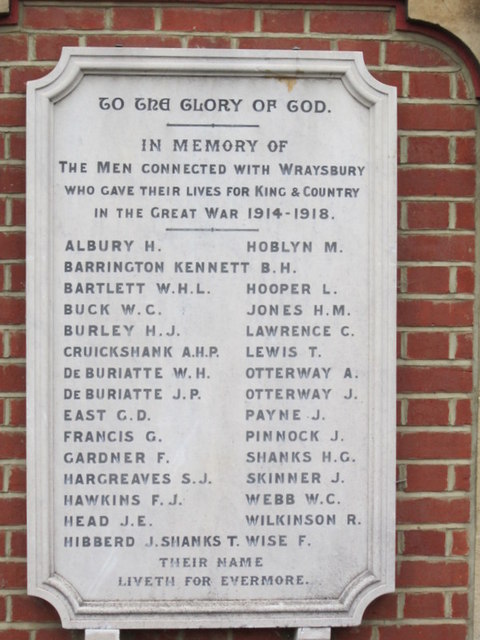 TO THE GLORY OF GOD.
IN MEMORY OF
THE MEN CONNECTED WITH WRAYSBURY
WHO GAVE THEIR LIVES FOR KING & COUNTRY
IN THE GREAT WAR 1914-1918.
ALBURY H. HOBLYN M.
BARRINGTON KENNETT B.H.
BARTLETT W.H.L. HOOPER L.
BUCK W.C. JONES H.M.
BURLEY H.J. LAWRENCE C.
CRUICKSHANK A.H.P. LEWIS T.
DE BURIATTE W.H. OTTERWAY A.
DE BURIATTE J.P. OTTERWAY J.
EAST G.D. PAYNE J.
FRANCIS G. PINNOCK J.
GARDNER F. SHANKS H.G.
HARGREAVES S.J. SKINNER J.
HAWKINS F.J. WEBB W.C.
HEAD J.E. WILKINSON R.
HIBBERD J. SHANKS T. WISE F.
THEIR NAME
LIVETH FOR EVERMORE.